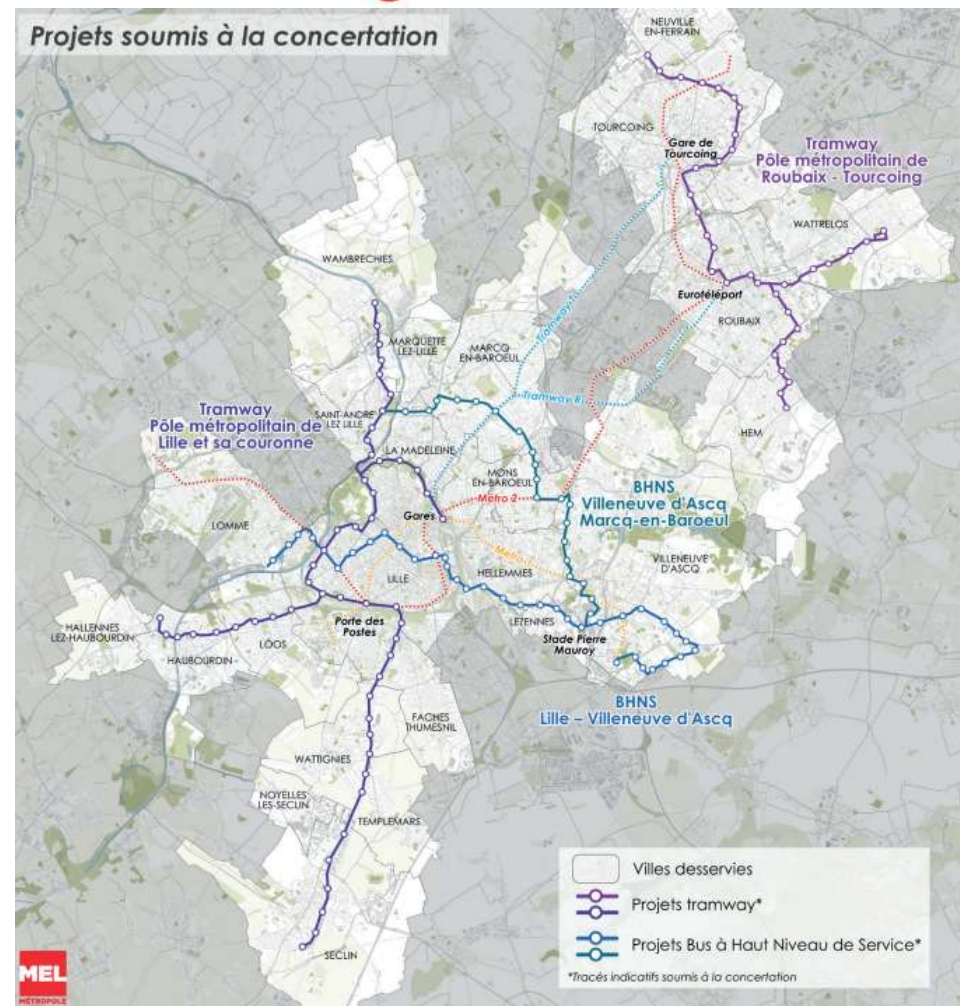 Projets soumis à la concertation
NEUVILLE
EN-FERRAIN
TOURCOING
Gare de
Tourcoing
Tramway
Pôle métropolitain de
Roubaix - Tourcoing
WATTRELOS
WAMBRECHIES
Eurotéléport
ROUBAIX
Tramway T
MARQUETTE
LEZ-LILLE
MARCQ
EN-BAROEUL
Tramway R
Tramway
Pôle métropolitain de
Lille et sa couronne
SAINT-ANDRE
LEZ LILLE
HEM
LA MADELEINE
MONS
EN-BAROEUL
BHNS
Villeneuve d'Ascq
Marcq-en-Baroeul
Métro 2
Gares
LOMME
VILLENEUVE
D'ASCQ
LILLE
HELLEMMES
HALLENNES
LEZ-HAUBOURDIN
Porte des
Postes
LEZENNES
Stade Pierre
Mauroy
LOOS
HAUBOURDIN
BHNS
Lille – Villeneuve d'Ascq
FACHES
THUMESNIL
WATTIGNIES
NOYELLES
LES-SECLIN
TEMPLEMARS
SECLIN
Villes desservies
Projets tramway*
Projets Bus à Haut Niveau de Service*
*Tracés indicatifs soumis à la concertation
MEL
MÉTROPOLE